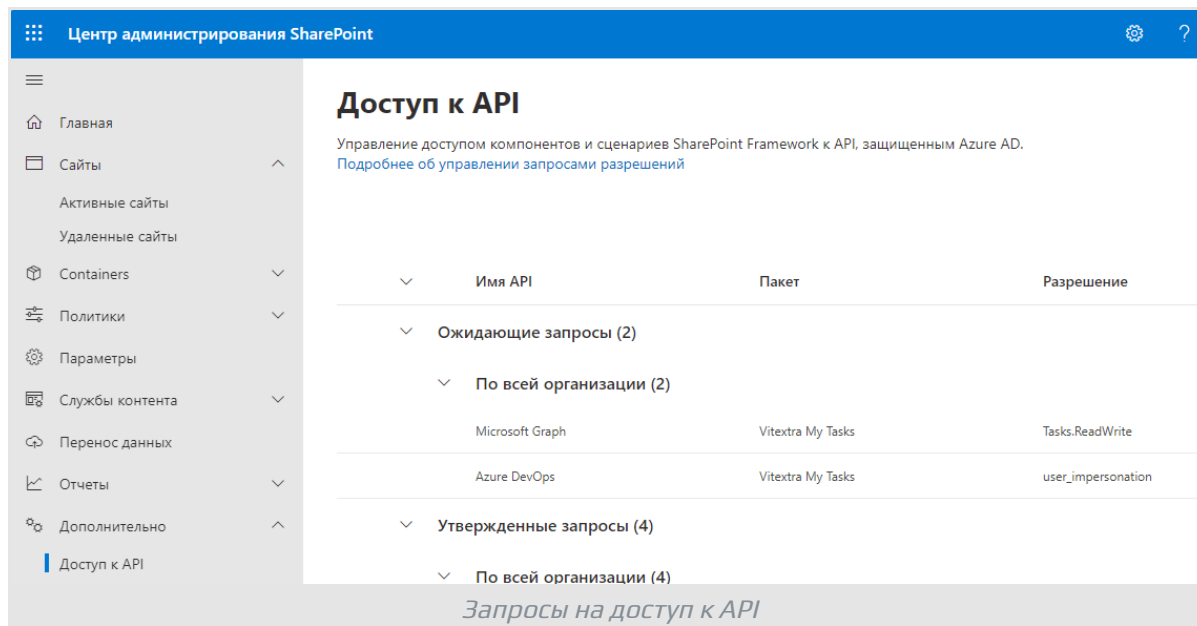 Центр администрирования SharePoint
?
Главная
Сайты
Активные сайты
Удаленные сайты
Containers
Политики
Параметры
Службы контента
Перенос данных
Отчеты
Дополнительно
Доступ к API
Доступ к API
Управление доступом компонентов и сценариев SharePoint Framework к API, защищенным Azure AD.
Подробнее об управлении запросами разрешений
Имя API Пакет Разрешение
Ожидающие запросы (2)
По всей организации (2)
Microsoft Graph Vitextra My Tasks Tasks.ReadWrite
Azure DevOps Vitextra My Tasks user_impersonation
Утвержденные запросы (4)
По всей организации (4)
Запросы на доступ к API